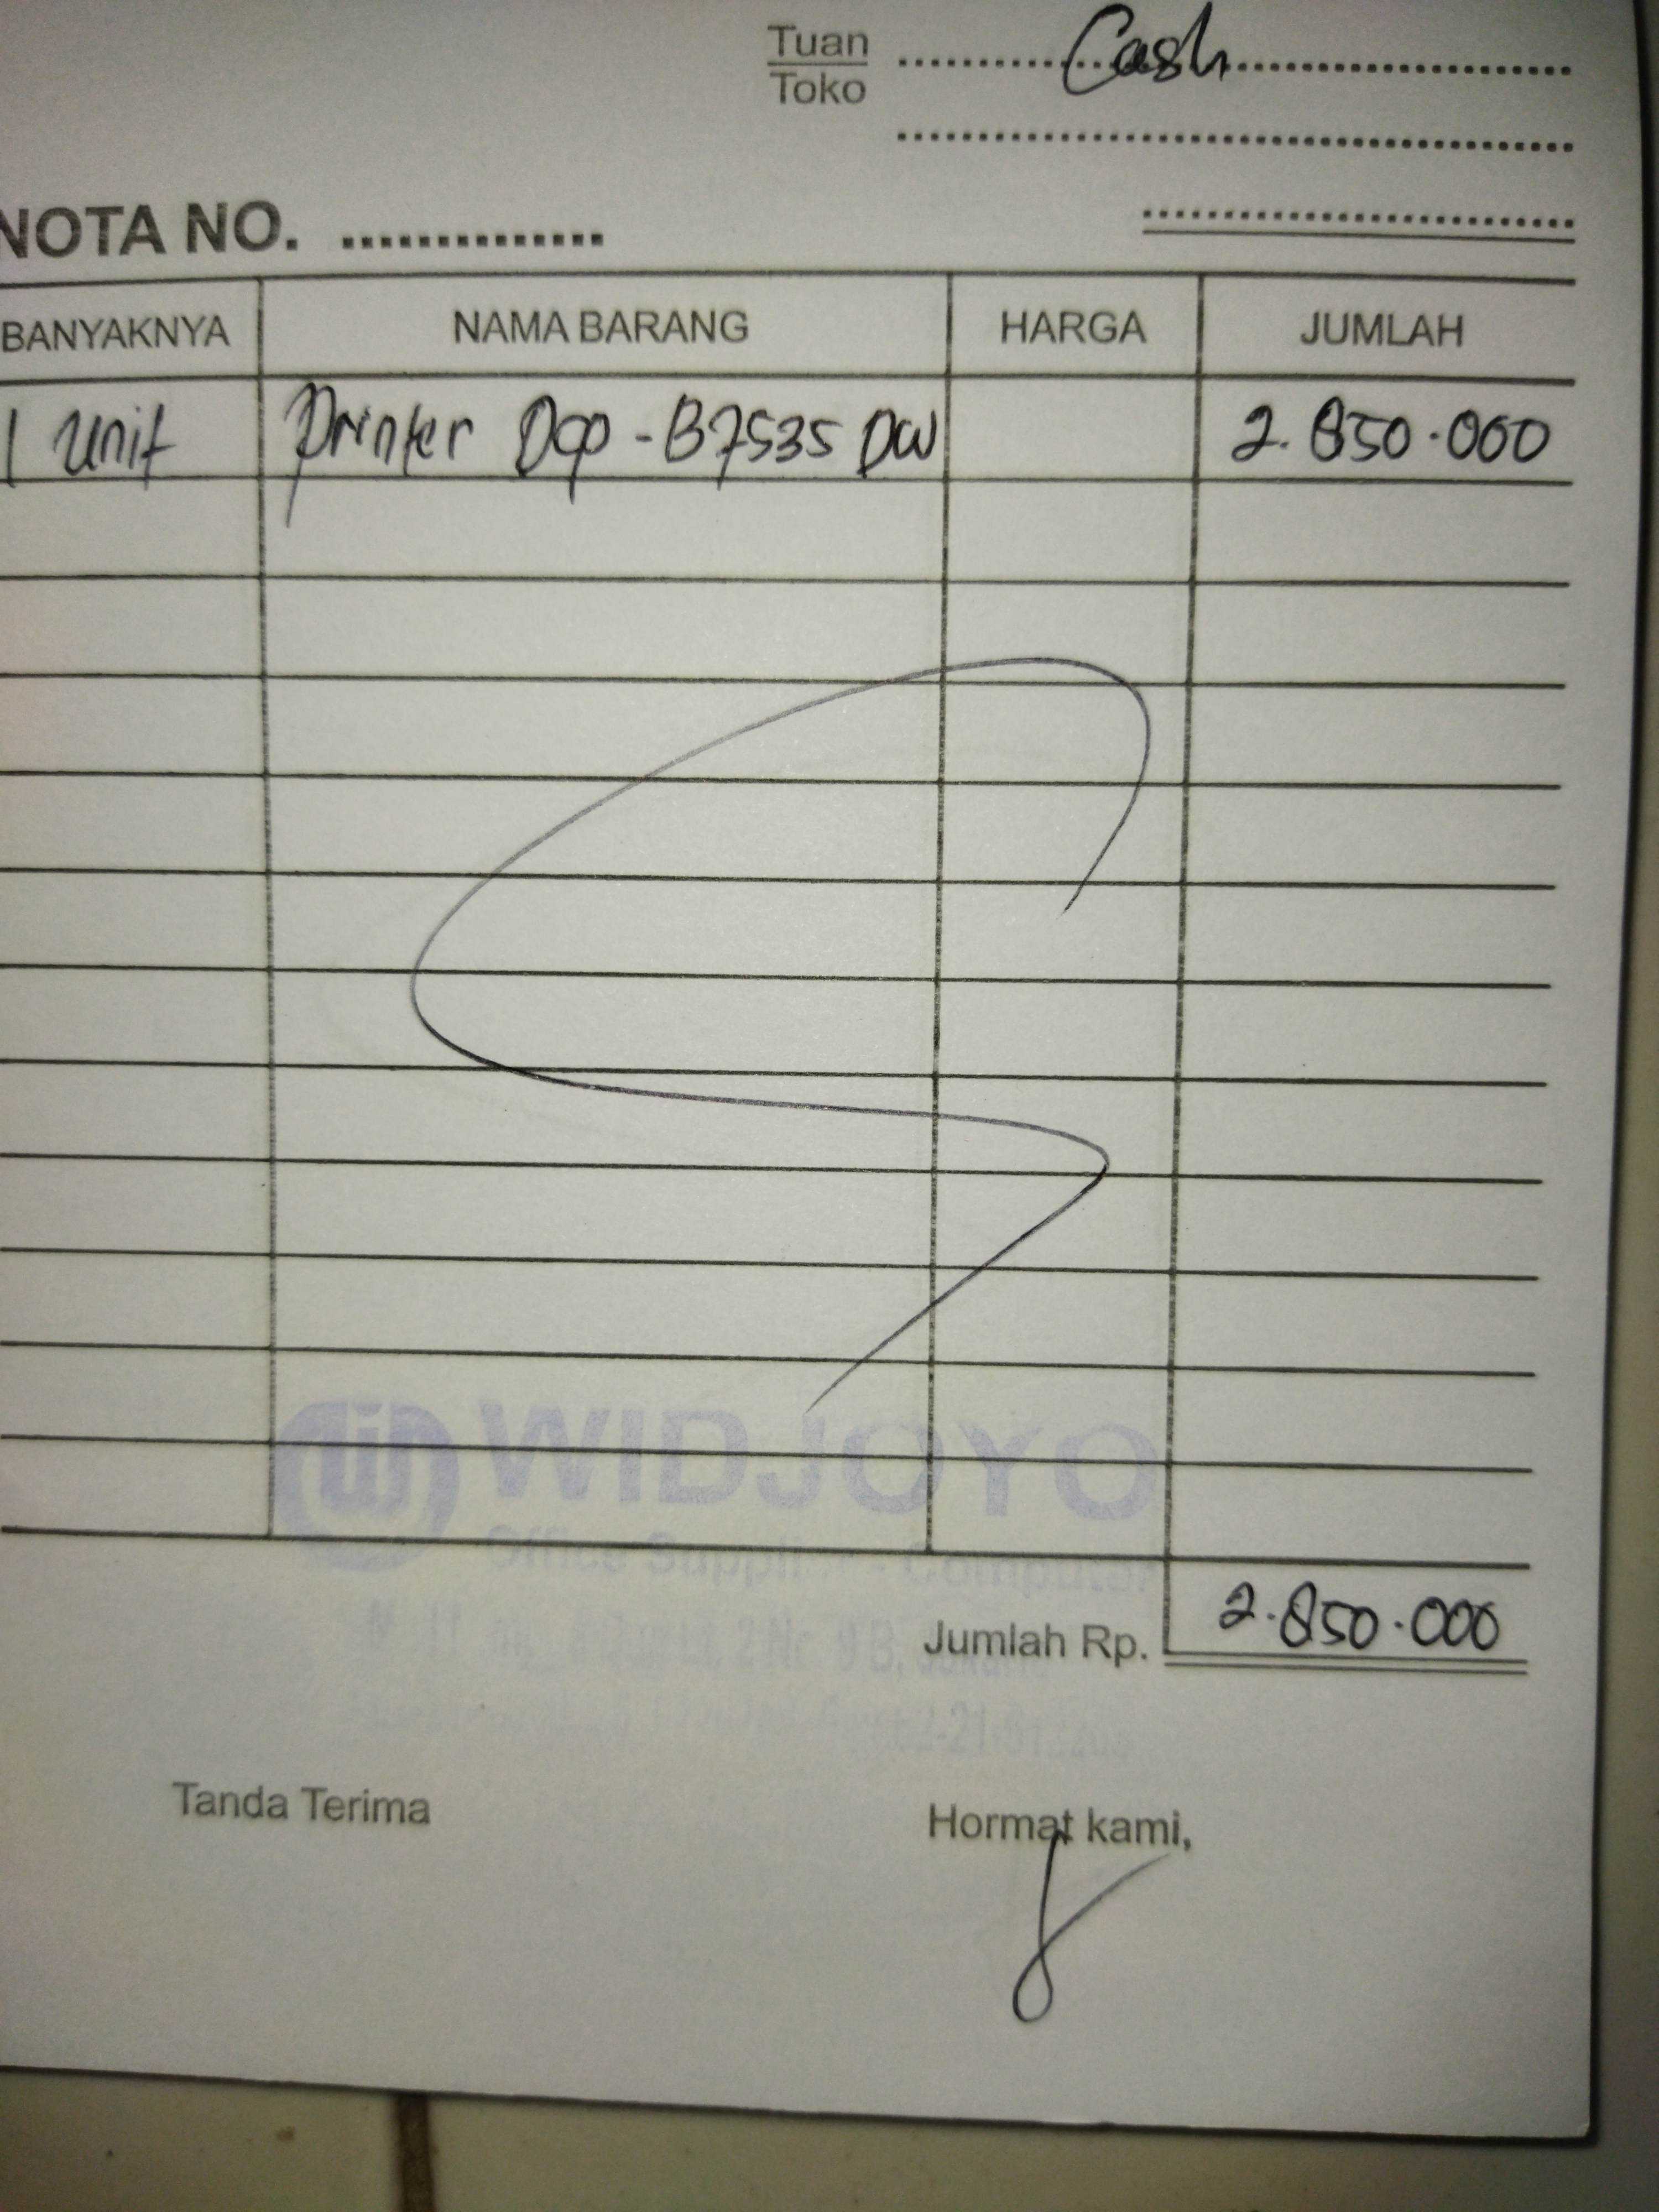 Tuan Cash
Toko
NOTA NO. ..............
BANYAKNYA NAMA BARANG HARGA JUMLAH
1 Unit Printer Dcp - B7535 DW 2.850.000
WIDJOYO
Office Supplier - Computer
Jumlah Rp. 2.850.000
Tanda Terima Hormat kami,